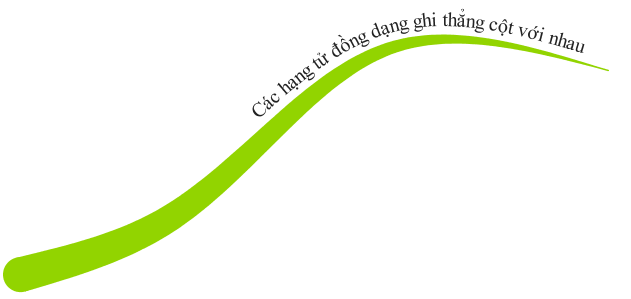 Các hạng tử đồng dạng ghi thẳng cột với nhau